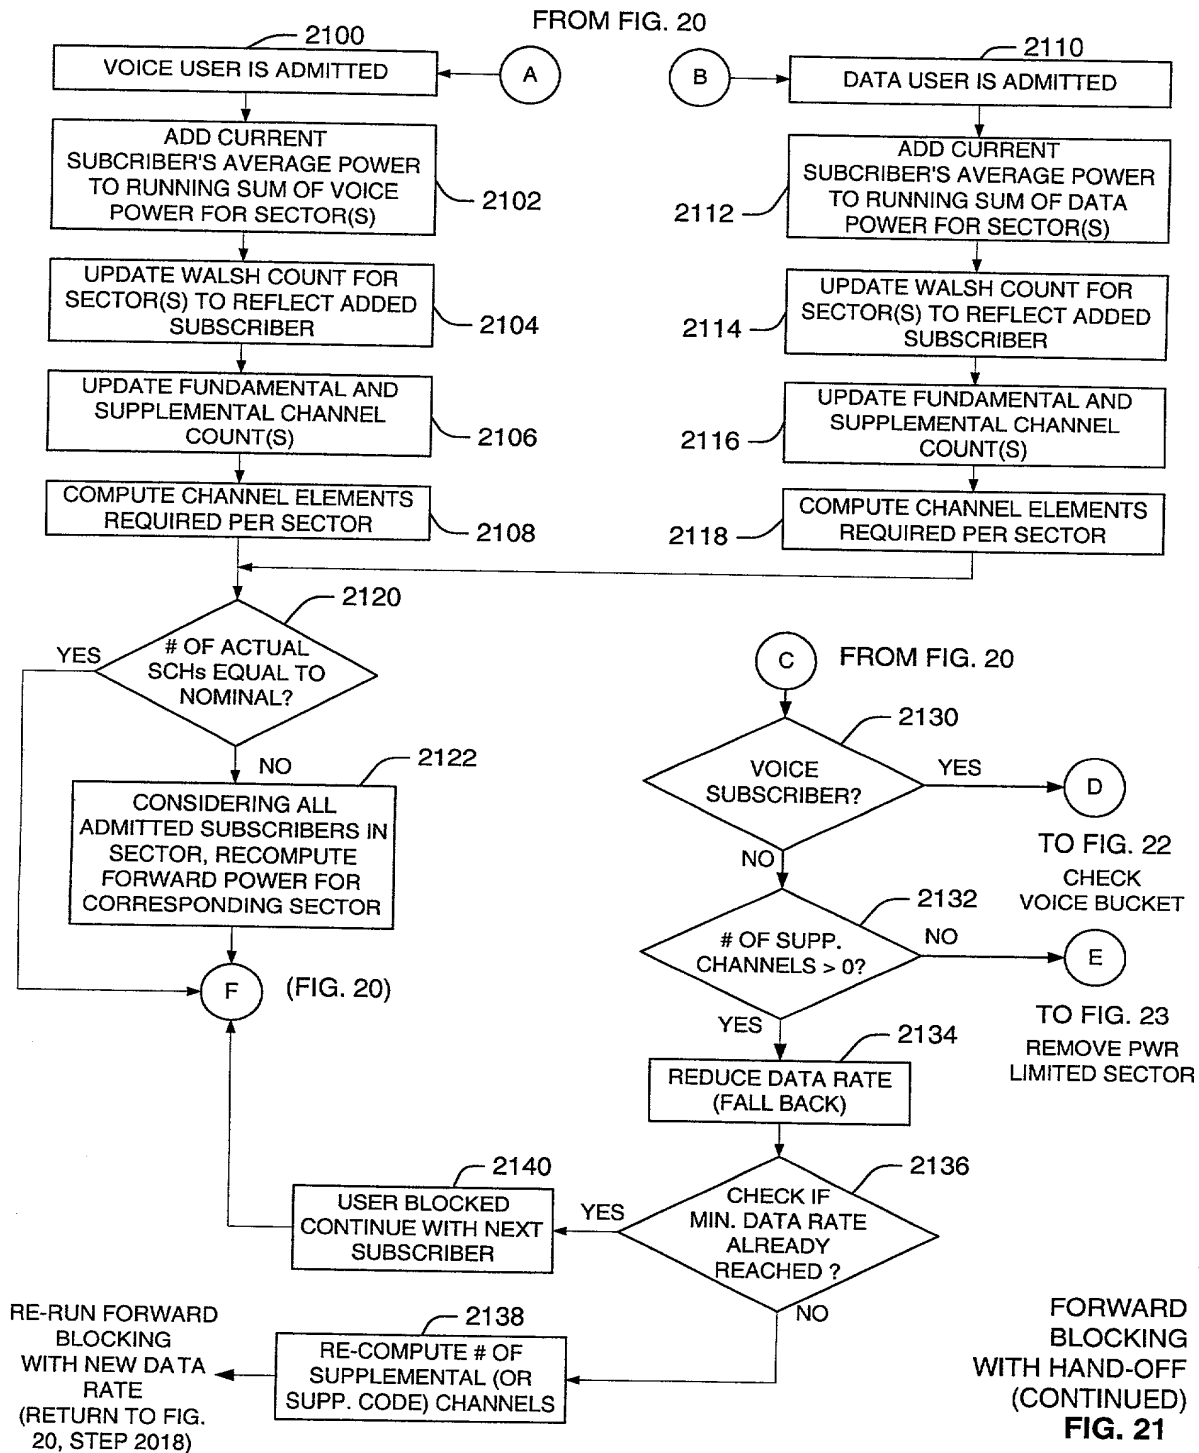 FROM FIG. 20
2100
VOICE USER IS ADMITTED
A
B
2110
DATA USER IS ADMITTED
ADD CURRENT
SUBCRIBER'S AVERAGE POWER
TO RUNNING SUM OF VOICE
POWER FOR SECTOR(S)
2102
ADD CURRENT
SUBCRIBER'S AVERAGE POWER
TO RUNNING SUM OF DATA
POWER FOR SECTOR(S)
2112
UPDATE WALSH COUNT FOR
SECTOR(S) TO REFLECT ADDED
SUBSCRIBER
2104
UPDATE WALSH COUNT FOR
SECTOR(S) TO REFLECT ADDED
SUBSCRIBER
2114
UPDATE FUNDAMENTAL AND
SUPPLEMENTAL CHANNEL
COUNT(S)
2106
UPDATE FUNDAMENTAL AND
SUPPLEMENTAL CHANNEL
COUNT(S)
2116
COMPUTE CHANNEL ELEMENTS
REQUIRED PER SECTOR
2108
COMPUTE CHANNEL ELEMENTS
REQUIRED PER SECTOR
2118
2120
# OF ACTUAL
SCHs EQUAL TO
NOMINAL?
YES
NO
2122
CONSIDERING ALL
ADMITTED SUBSCRIBERS IN
SECTOR, RECOMPUTE
FORWARD POWER FOR
CORRESPONDING SECTOR
F
(FIG. 20)
C
FROM FIG. 20
2130
VOICE
SUBSCRIBER?
YES
D
TO FIG. 22
CHECK
VOICE BUCKET
NO
2132
# OF SUPP.
CHANNELS > 0?
NO
E
TO FIG. 23
REMOVE PWR
LIMITED SECTOR
YES
2134
REDUCE DATA RATE
(FALL BACK)
2136
CHECK IF
MIN. DATA RATE
ALREADY
REACHED ?
YES
2140
USER BLOCKED
CONTINUE WITH NEXT
SUBSCRIBER
NO
2138
RE-COMPUTE # OF
SUPPLEMENTAL (OR
SUPP. CODE) CHANNELS
RE-RUN FORWARD
BLOCKING
WITH NEW DATA
RATE
(RETURN TO FIG.
20, STEP 2018)
FORWARD
BLOCKING
WITH HAND-OFF
(CONTINUED)
FIG. 21